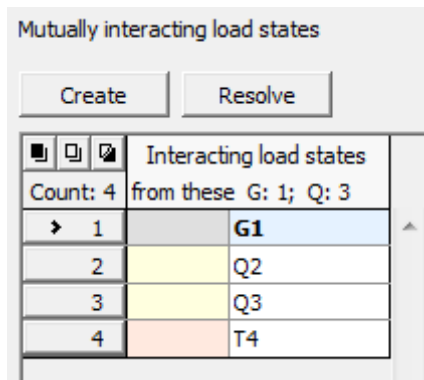 Mutually interacting load states
Create Resolve
Interacting load states
Count: 4 from these G: 1; Q: 3
1 G1
2 Q2
3 Q3
4 T4